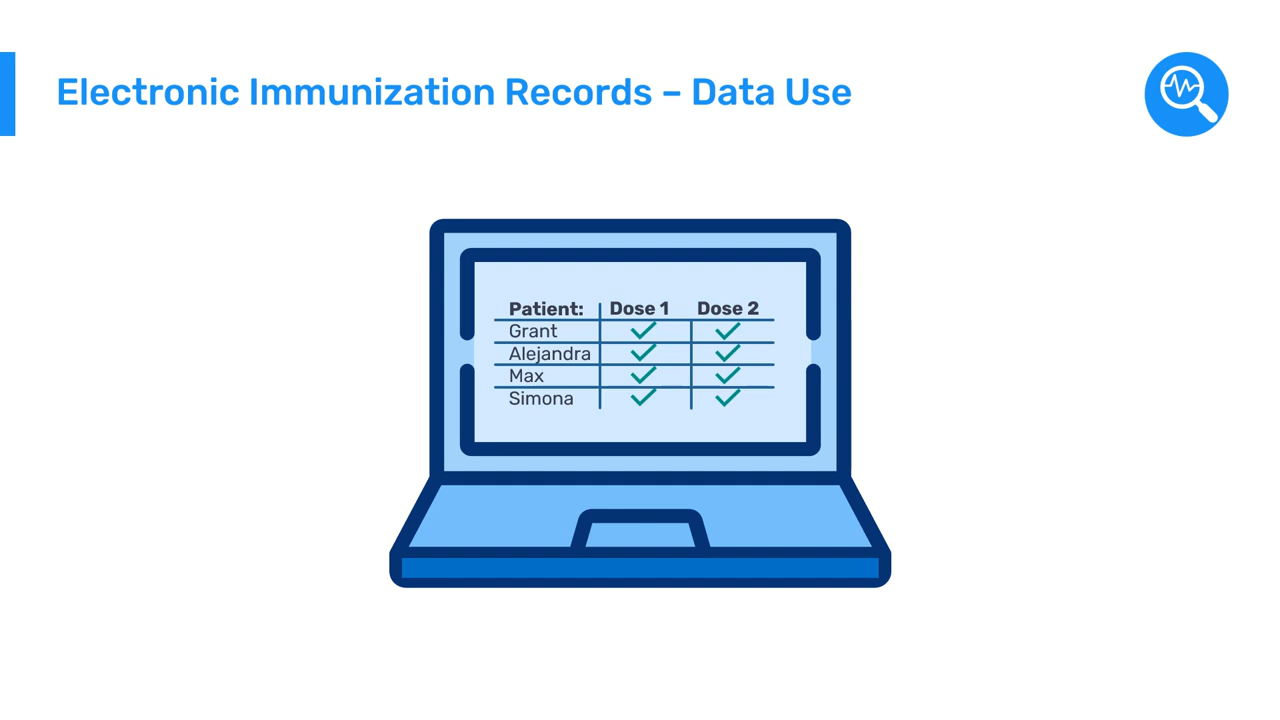 Electronic Immunization Records – Data Use
Patient: Dose 1 Dose 2
Grant
Alejandra
Max
Simona